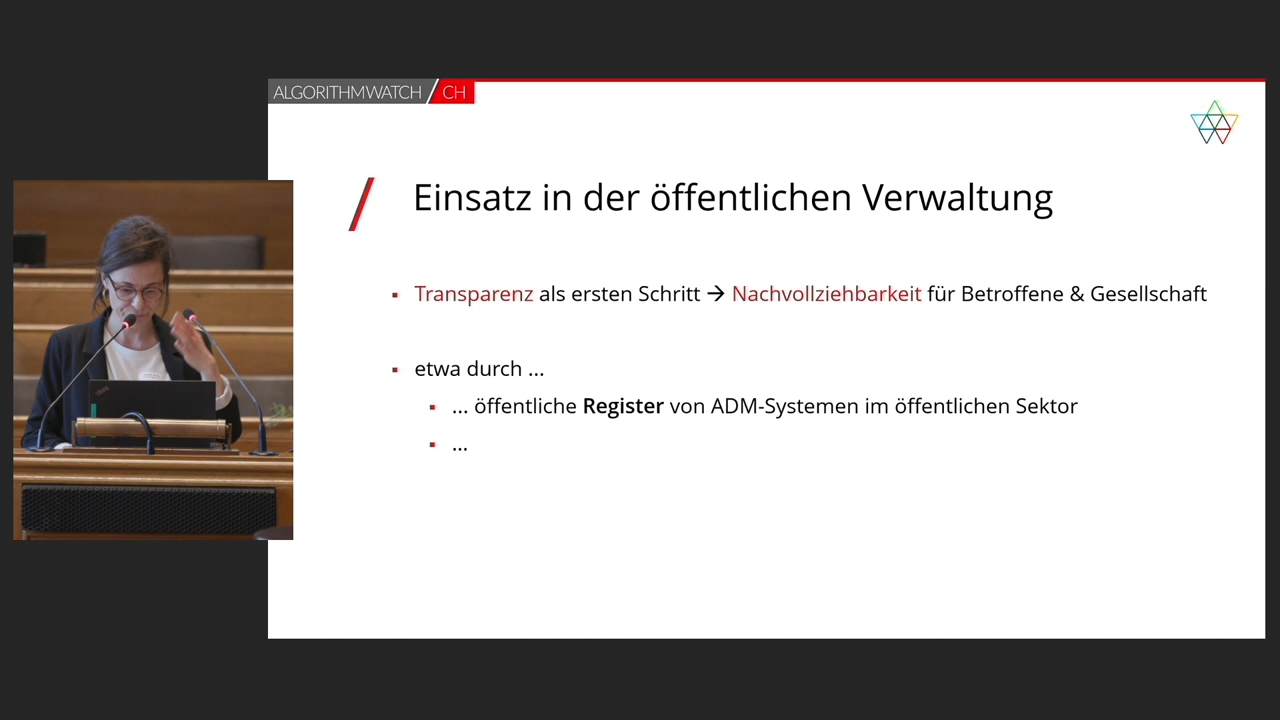 ALGORITHMWATCH / CH
Einsatz in der öffentlichen Verwaltung
Transparenz als ersten Schritt → Nachvollziehbarkeit für Betroffene & Gesellschaft
etwa durch ...
... öffentliche Register von ADM-Systemen im öffentlichen Sektor
...